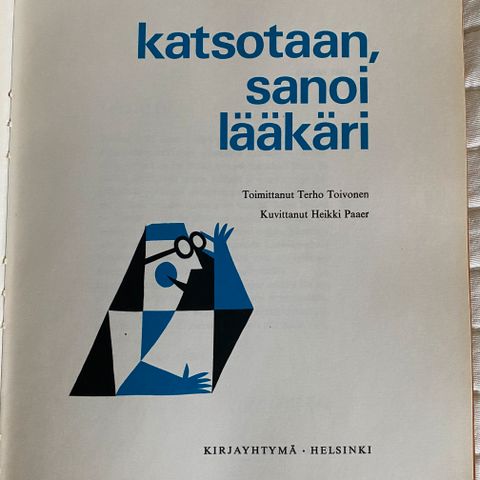 katsotaan,
sanoi
lääkäri
Toimittanut Terho Toivonen
Kuvittanut Heikki Paaer
KIRJAYHTYMÄ · HELSINKI